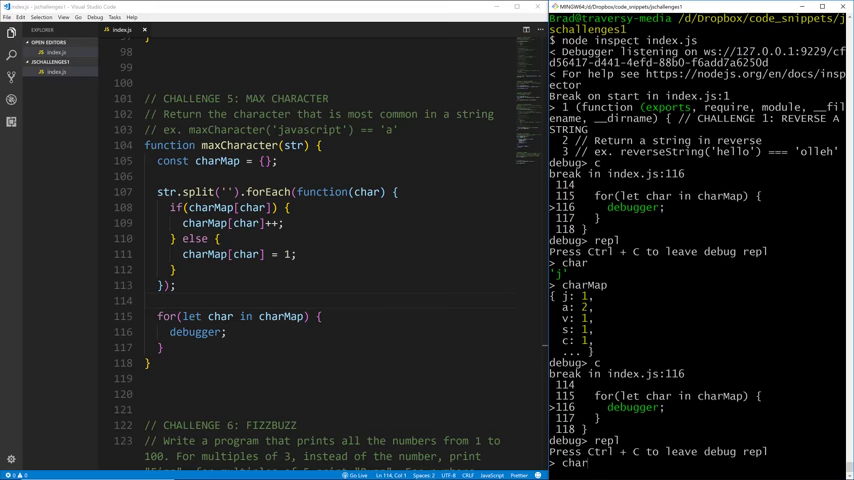 index.js - jschallenges1 - Visual Studio Code
File Edit Selection View Go Debug Tasks Help
EXPLORER
OPEN EDITORS
index.js
JSCHALLENGES1
index.js
index.js
97 }
98
99
100
101 // CHALLENGE 5: MAX CHARACTER
102 // Return the character that is most common in a string
103 // ex. maxCharacter('javascript') == 'a'
104 function maxCharacter(str) {
105 const charMap = {};
106
107 str.split('').forEach(function(char) {
108 if(charMap[char]) {
109 charMap[char]++;
110 } else {
111 charMap[char] = 1;
112 }
113 });
114
115 for(let char in charMap) {
116 debugger;
117 }
118 }
119
120
121
122 // CHALLENGE 6: FIZZBUZZ
123 // Write a program that prints all the numbers from 1 to
100. For multiples of 3, instead of the number, print
0 0
Go Live Ln 114, Col 1 Spaces: 2 UTF-8 CRLF JavaScript Prettier
MINGW64:/d/Dropbox/code_snippets/jschallenges1
Brad@traversy-media /d/Dropbox/code_snippets/j
schallenges1
$ node inspect index.js
< Debugger listening on ws://127.0.0.1:9229/cf
d56417-d441-4efd-88b0-f6add7a6250d
< For help see https://nodejs.org/en/docs/insp
ector
Break on start in index.js:1
> 1 (function (exports, require, module, __fil
ename, __dirname) { // CHALLENGE 1: REVERSE A
STRING
2 // Return a string in reverse
3 // ex. reverseString('hello') === 'olleh'
debug> c
break in index.js:116
114
115 for(let char in charMap) {
>116 debugger;
117 }
118 }
debug> repl
Press Ctrl + C to leave debug repl
> char
'j'
> charMap
{ j: 1,
a: 2,
v: 1,
s: 1,
c: 1,
... }
debug> c
break in index.js:116
114
115 for(let char in charMap) {
>116 debugger;
117 }
118 }
debug> repl
Press Ctrl + C to leave debug repl
> char